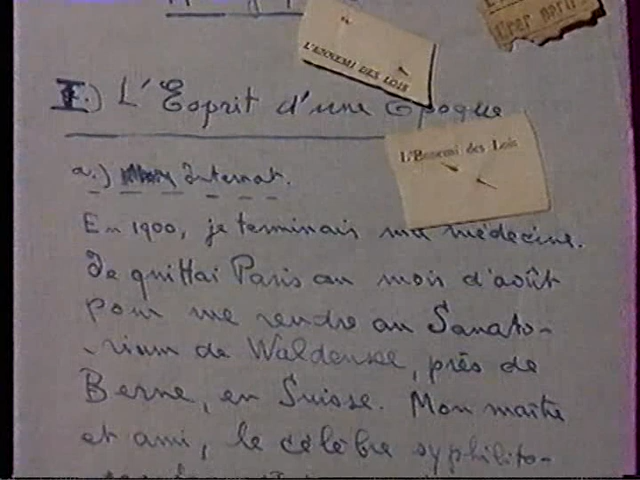 L'ENNEMI DES LOIS
I.) L'Esprit d'une Epoque
L'Ennemi des Lois
a.) Internat.
En 1900, je terminais ma médecine.
Je quittai Paris au mois d'août
pour me rendre au Sanato-
rium de Waldensee, près de
Berne, en Suisse. Mon maître
et ami, le célèbre syphilito-